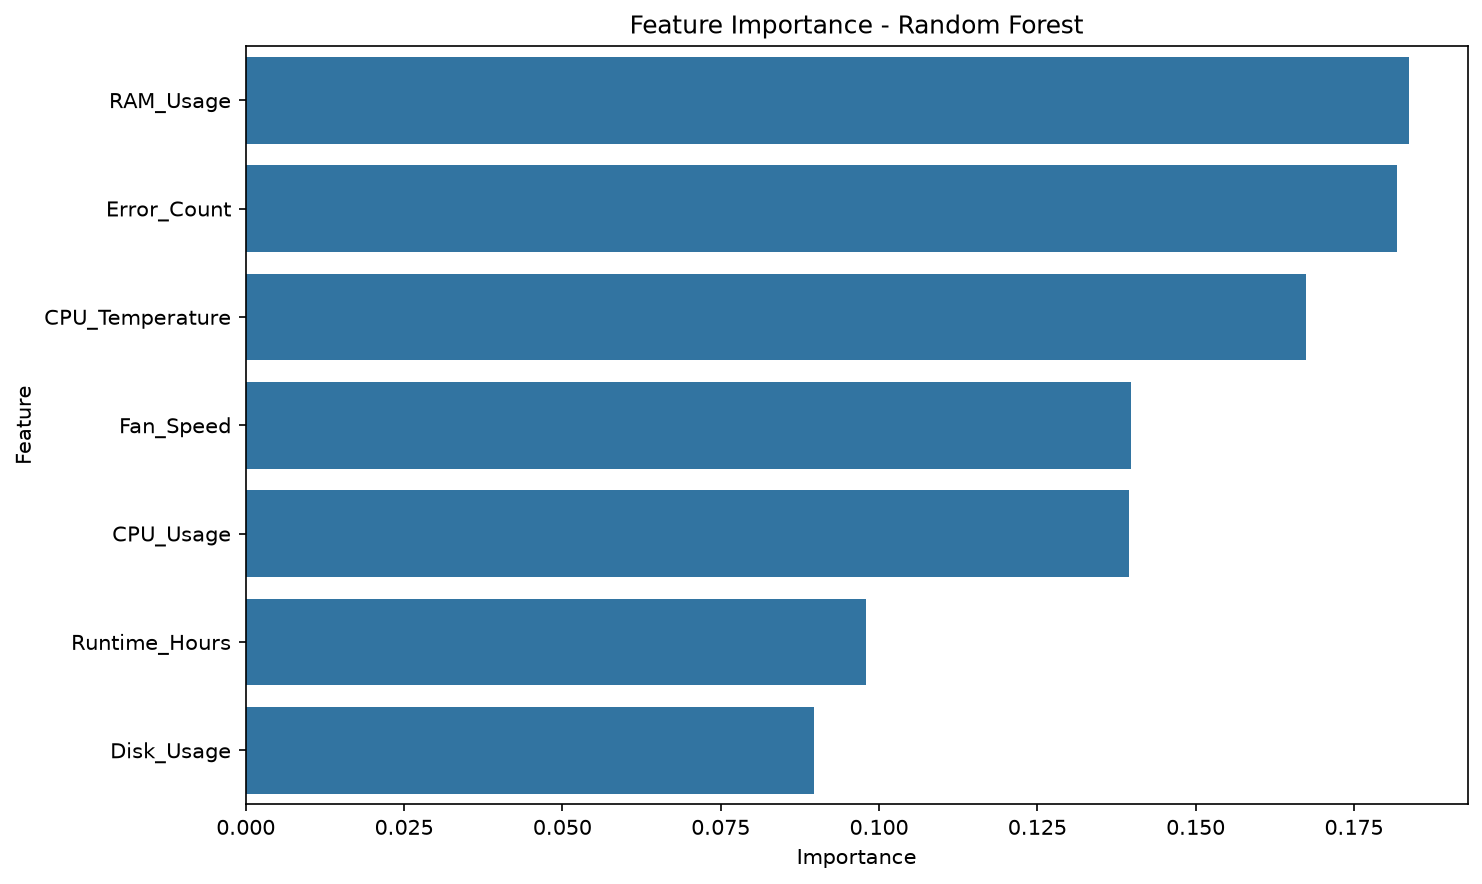 Feature Importance - Random Forest
Feature
RAM_Usage
Error_Count
CPU_Temperature
Fan_Speed
CPU_Usage
Runtime_Hours
Disk_Usage
0.000 0.025 0.050 0.075 0.100 0.125 0.150 0.175
Importance